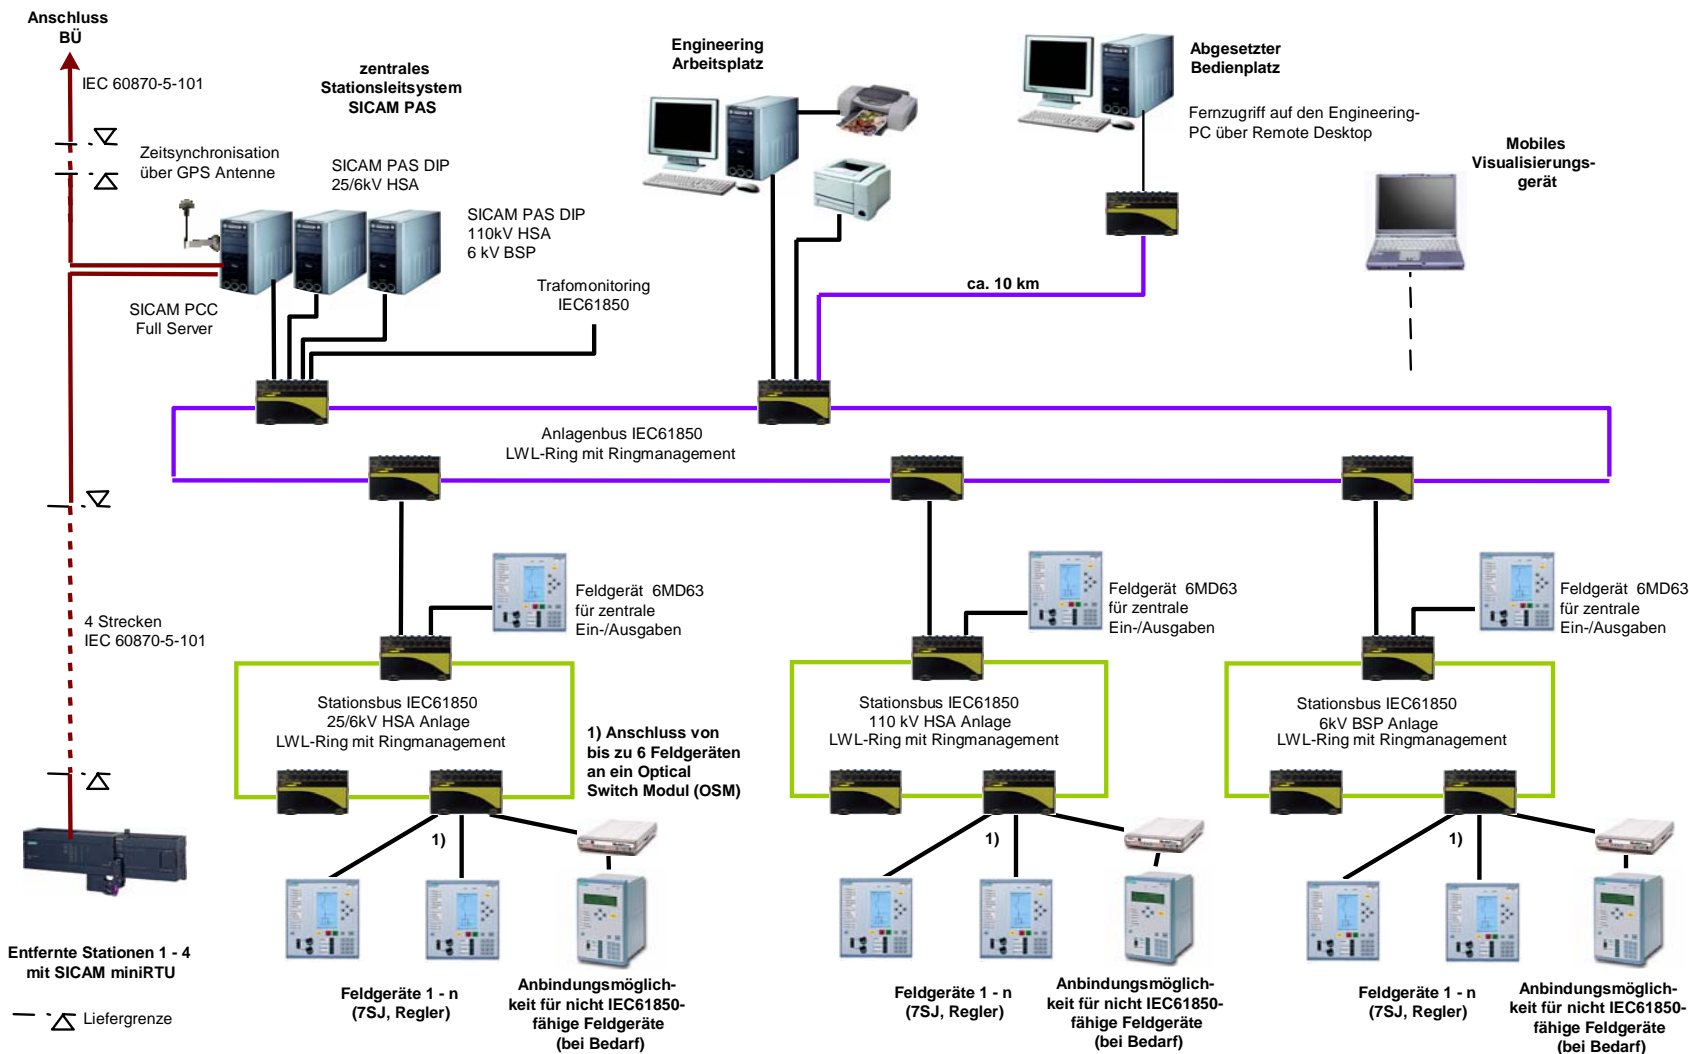 Anschluss
BÜ
IEC 60870-5-101
zentrales
Stationsleitsystem
SICAM PAS
Zeitsynchronisation
über GPS Antenne
SICAM PAS DIP
25/6kV HSA
SICAM PAS DIP
110kV HSA
6 kV BSP
SICAM PCC
Full Server
Trafomonitoring
IEC61850
Engineering
Arbeitsplatz
Abgesetzter
Bedienplatz
Fernzugriff auf den Engineering-
PC über Remote Desktop
Mobiles
Visualisierungs-
gerät
ca. 10 km
Anlagenbus IEC61850
LWL-Ring mit Ringmanagement
4 Strecken
IEC 60870-5-101
Feldgerät 6MD63
für zentrale
Ein-/Ausgaben
Feldgerät 6MD63
für zentrale
Ein-/Ausgaben
Feldgerät 6MD63
für zentrale
Ein-/Ausgaben
Stationsbus IEC61850
25/6kV HSA Anlage
LWL-Ring mit Ringmanagement
1) Anschluss von
bis zu 6 Feldgeräten
an ein Optical
Switch Modul (OSM)
Stationsbus IEC61850
110 kV HSA Anlage
LWL-Ring mit Ringmanagement
Stationsbus IEC61850
6kV BSP Anlage
LWL-Ring mit Ringmanagement
1)
1)
1)
Entfernte Stationen 1 - 4
mit SICAM miniRTU
Liefergrenze
Feldgeräte 1 - n
(7SJ, Regler)
Anbindungsmöglich-
keit für nicht IEC61850-
fähige Feldgeräte
(bei Bedarf)
Feldgeräte 1 - n
(7SJ, Regler)
Anbindungsmöglich-
keit für nicht IEC61850-
fähige Feldgeräte
(bei Bedarf)
Feldgeräte 1 - n
(7SJ, Regler)
Anbindungsmöglich-
keit für nicht IEC61850-
fähige Feldgeräte
(bei Bedarf)